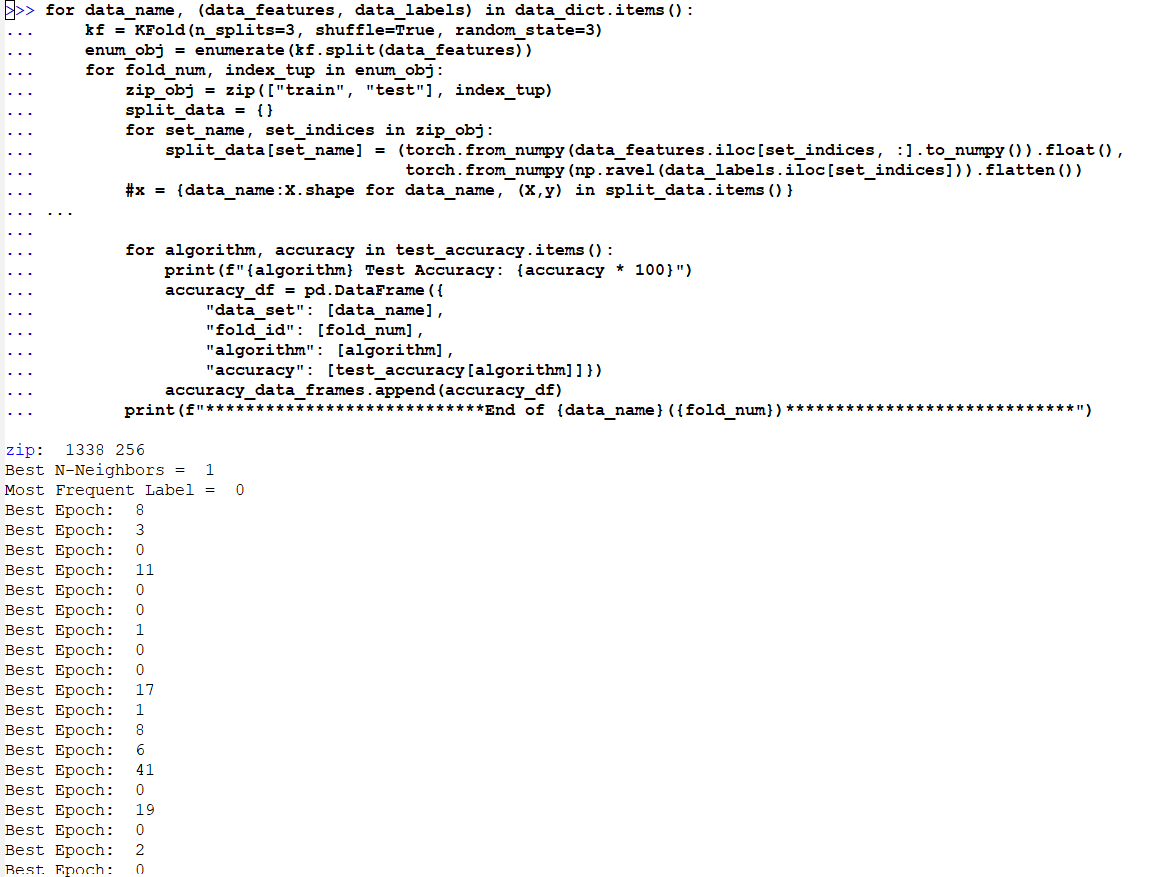 >>> for data_name, (data_features, data_labels) in data_dict.items():
...     kf = KFold(n_splits=3, shuffle=True, random_state=3)
...     enum_obj = enumerate(kf.split(data_features))
...     for fold_num, index_tup in enum_obj:
...         zip_obj = zip(["train", "test"], index_tup)
...         split_data = {}
...         for set_name, set_indices in zip_obj:
...             split_data[set_name] = (torch.from_numpy(data_features.iloc[set_indices, :].to_numpy()).float(),
...                                     torch.from_numpy(np.ravel(data_labels.iloc[set_indices])).flatten())
...         #x = {data_name:X.shape for data_name, (X,y) in split_data.items()}
... ...
...
...         for algorithm, accuracy in test_accuracy.items():
...             print(f"{algorithm} Test Accuracy: {accuracy * 100}")
...             accuracy_df = pd.DataFrame({
...                 "data_set": [data_name],
...                 "fold_id": [fold_num],
...                 "algorithm": [algorithm],
...                 "accuracy": [test_accuracy[algorithm]]})
...             accuracy_data_frames.append(accuracy_df)
...         print(f"****************************End of {data_name}({fold_num})*****************************")
zip:  1338 256
Best N-Neighbors =  1
Most Frequent Label =  0
Best Epoch:  8
Best Epoch:  3
Best Epoch:  0
Best Epoch:  11
Best Epoch:  0
Best Epoch:  0
Best Epoch:  1
Best Epoch:  0
Best Epoch:  0
Best Epoch:  17
Best Epoch:  1
Best Epoch:  8
Best Epoch:  6
Best Epoch:  41
Best Epoch:  0
Best Epoch:  19
Best Epoch:  0
Best Epoch:  2
Best Epoch:  0